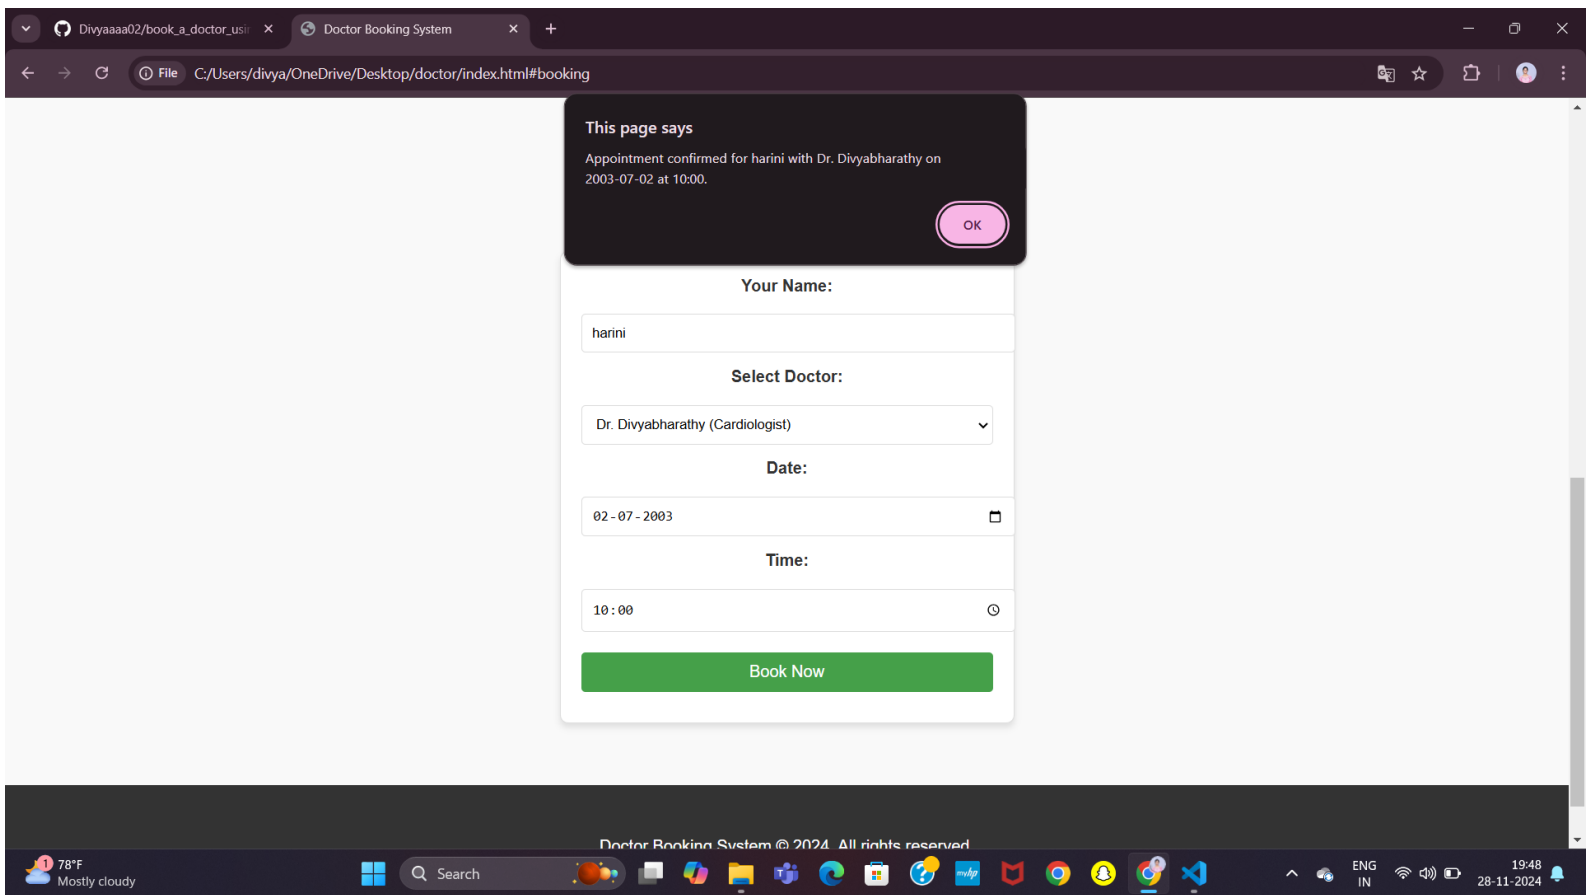 Divyaaaa02/book_a_doctor_usin
Doctor Booking System
File
C:/Users/divya/OneDrive/Desktop/doctor/index.html#booking
This page says
Appointment confirmed for harini with Dr. Divyabharathy on
2003-07-02 at 10:00.
OK
Your Name:
harini
Select Doctor:
Dr. Divyabharathy (Cardiologist)
Date:
02-07-2003
Time:
10:00
Book Now
Doctor Booking System © 2024. All rights reserved.
1
78°F
Mostly cloudy
Search
myhp
ENG
IN
19:48
28-11-2024